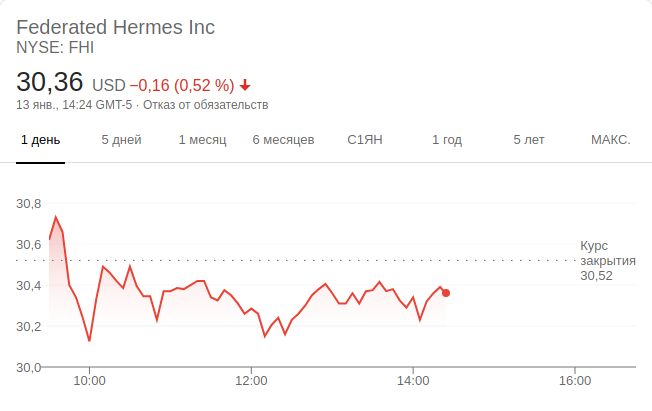 Federated Hermes Inc
NYSE: FHI
30,36 USD −0,16 (0,52 %)
13 янв., 14:24 GMT-5 · Отказ от обязательств
1 день 5 дней 1 месяц 6 месяцев С1ЯН 1 год 5 лет МАКС.
30,8
30,6
Курс
закрытия
30,52
30,4
30,2
30,0
10:00 12:00 14:00 16:00